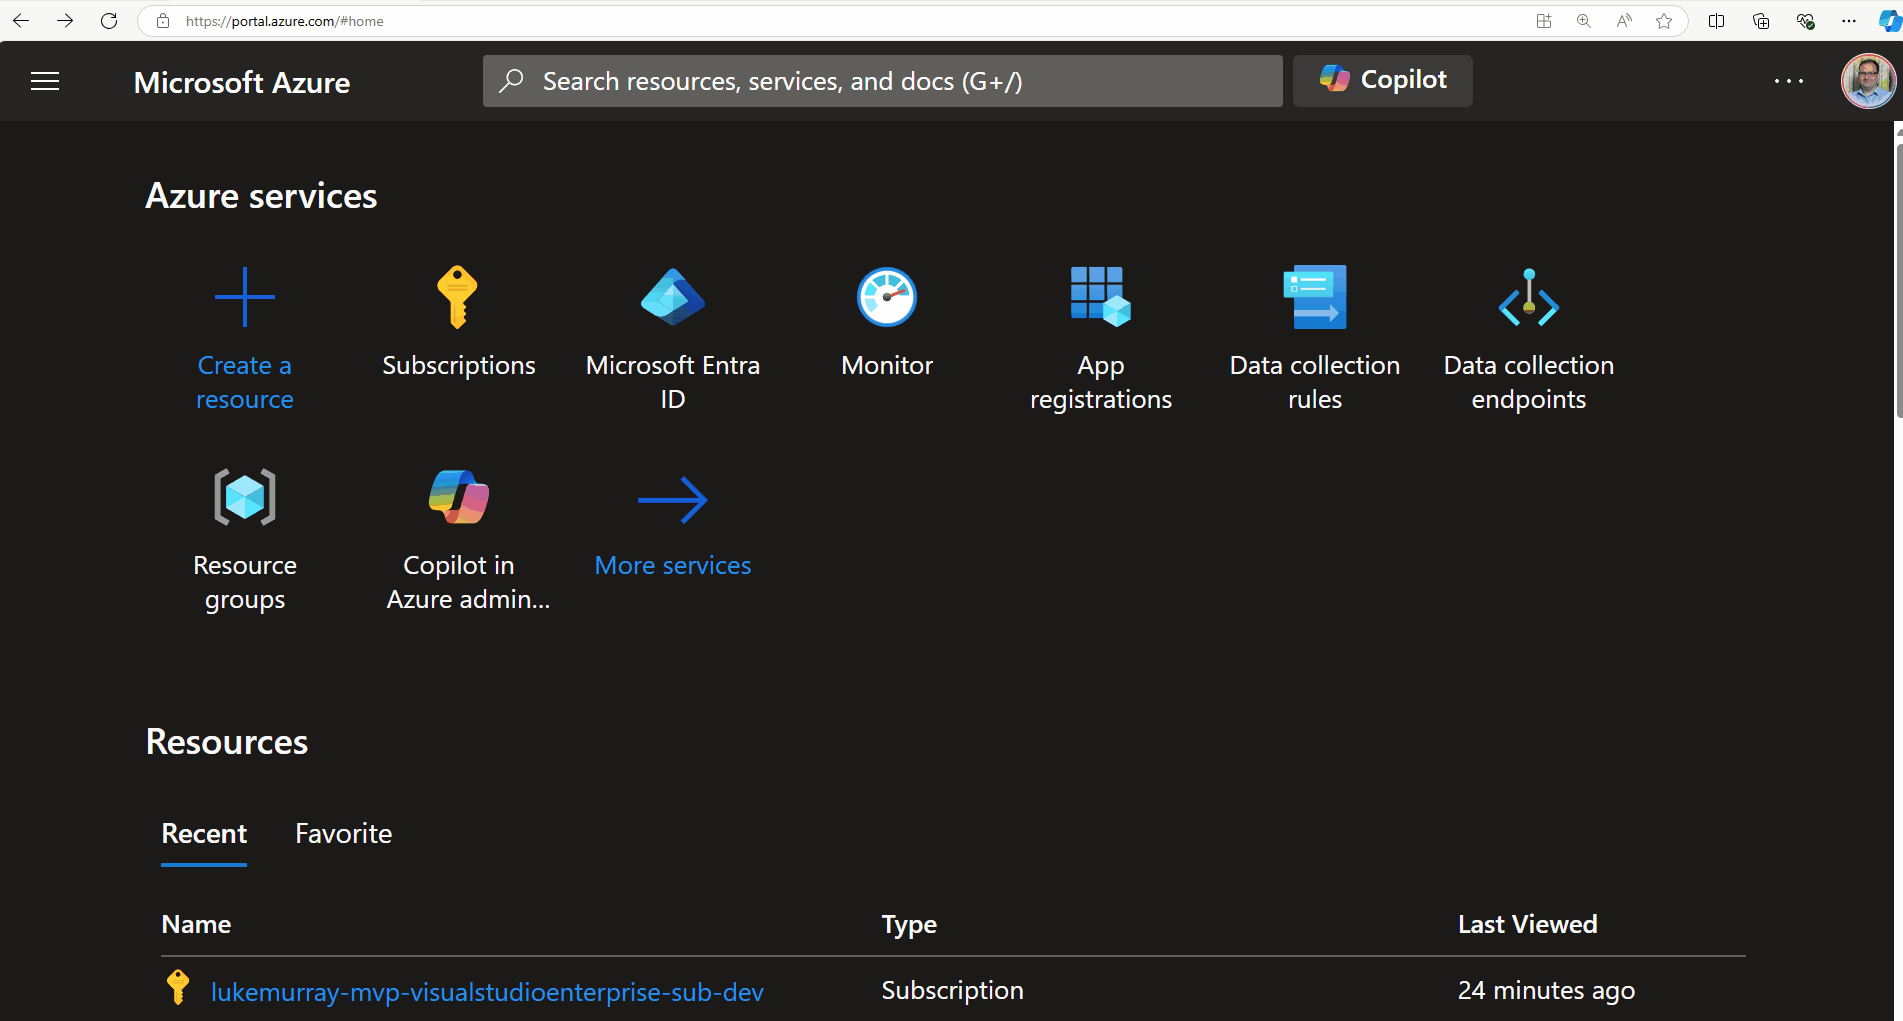 https://portal.azure.com/#home
Microsoft Azure
Search resources, services, and docs (G+/)
Copilot
Azure services
Create a
resource
Subscriptions
Microsoft Entra
ID
Monitor
App
registrations
Data collection
rules
Data collection
endpoints
Resource
groups
Copilot in
Azure admin...
More services
Resources
Recent Favorite
Name Type Last Viewed
lukemurray-mvp-visualstudioenterprise-sub-dev Subscription 24 minutes ago